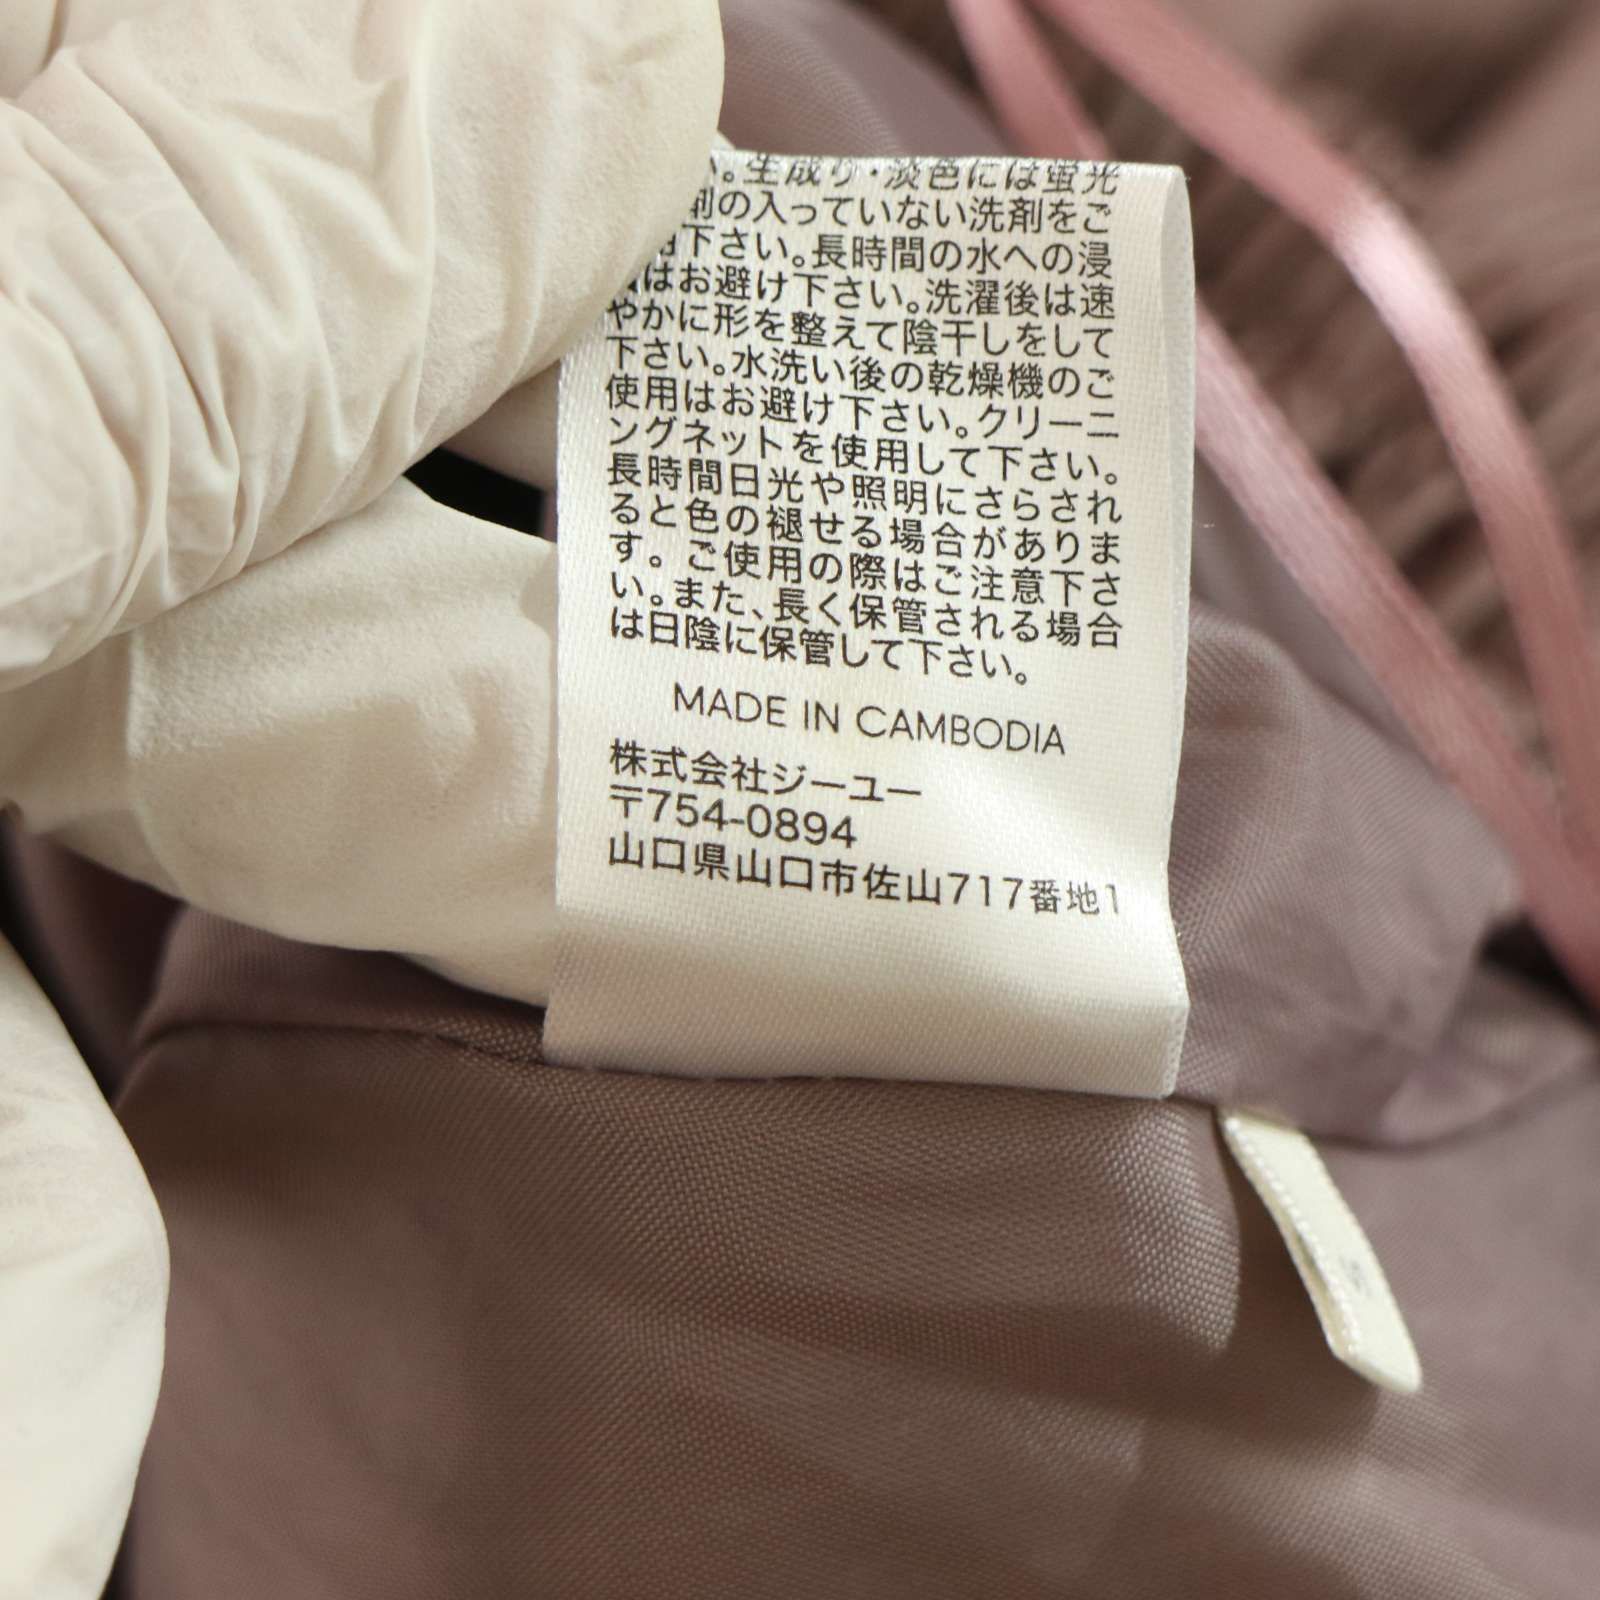 い。生成り・淡色には蛍光
剤の入っていない洗剤をご
用下さい。長時間の水への浸
はお避け下さい。洗濯後は速
やかに形を整えて陰干しをして
下さい。水洗い後の乾燥機のご
使用はお避け下さい。クリーニ
ングネットを使用して下さい。
長時間日光や照明にさらされ
ると色の褪せる場合がありま
す。ご使用の際はご注意下さ
い。また、長く保管される場合
は日陰に保管して下さい。
MADE IN CAMBODIA
株式会社ジーユー
〒754-0894
山口県山口市佐山717番地1